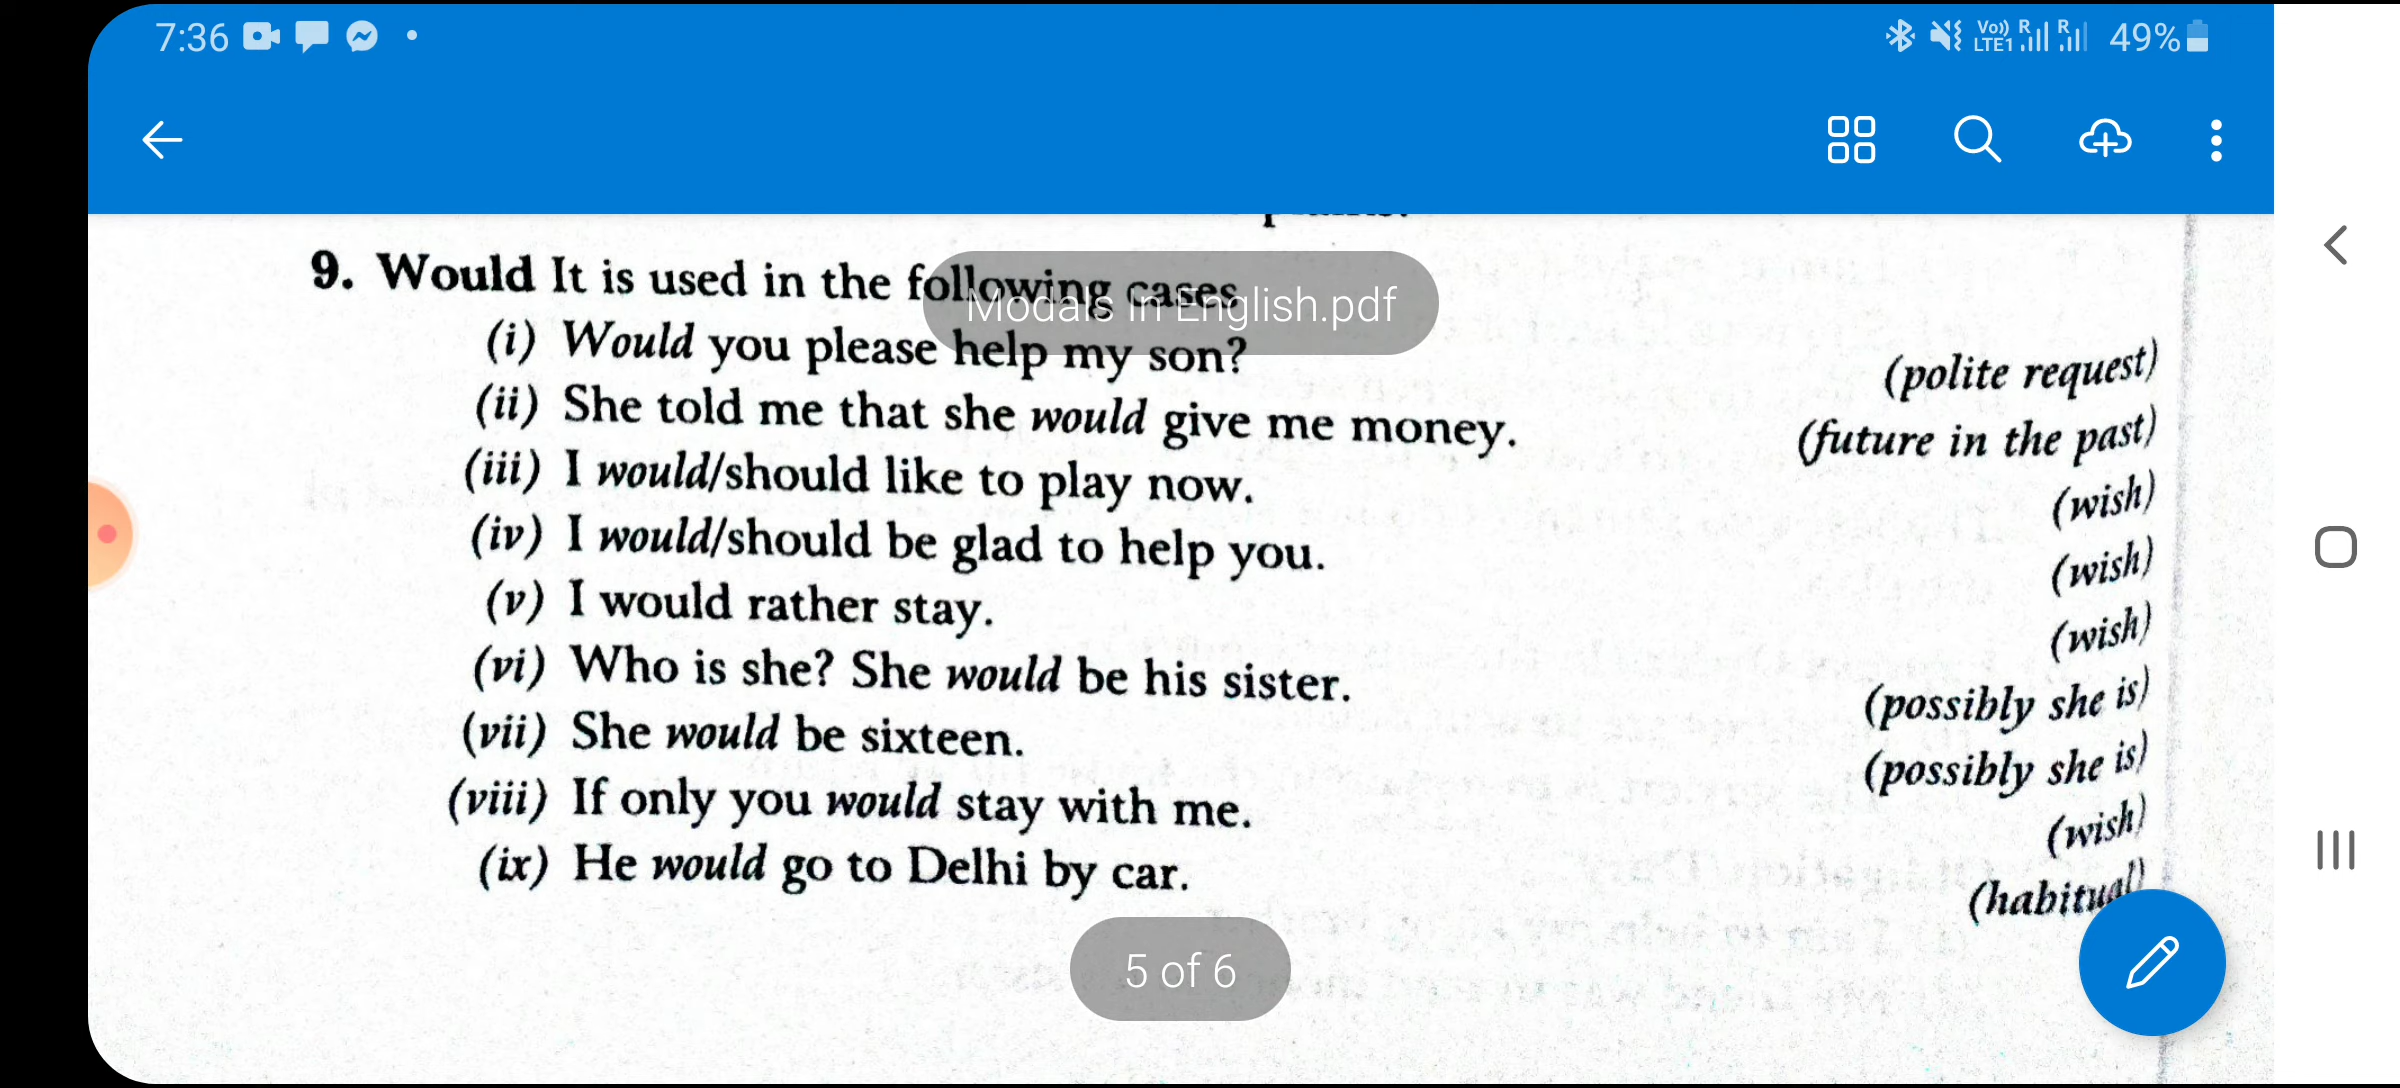 7:36
Vo)) R R
LTE1 49%
9. Would It is used in the following cases
Modals in English.pdf
(i) Would you please help my son? (polite request)
(ii) She told me that she would give me money. (future in the past)
(iii) I would/should like to play now. (wish)
(iv) I would/should be glad to help you. (wish)
(v) I would rather stay. (wish)
(vi) Who is she? She would be his sister. (possibly she is)
(vii) She would be sixteen. (possibly she is)
(viii) If only you would stay with me. (wish)
(ix) He would go to Delhi by car. (habitual)
5 of 6